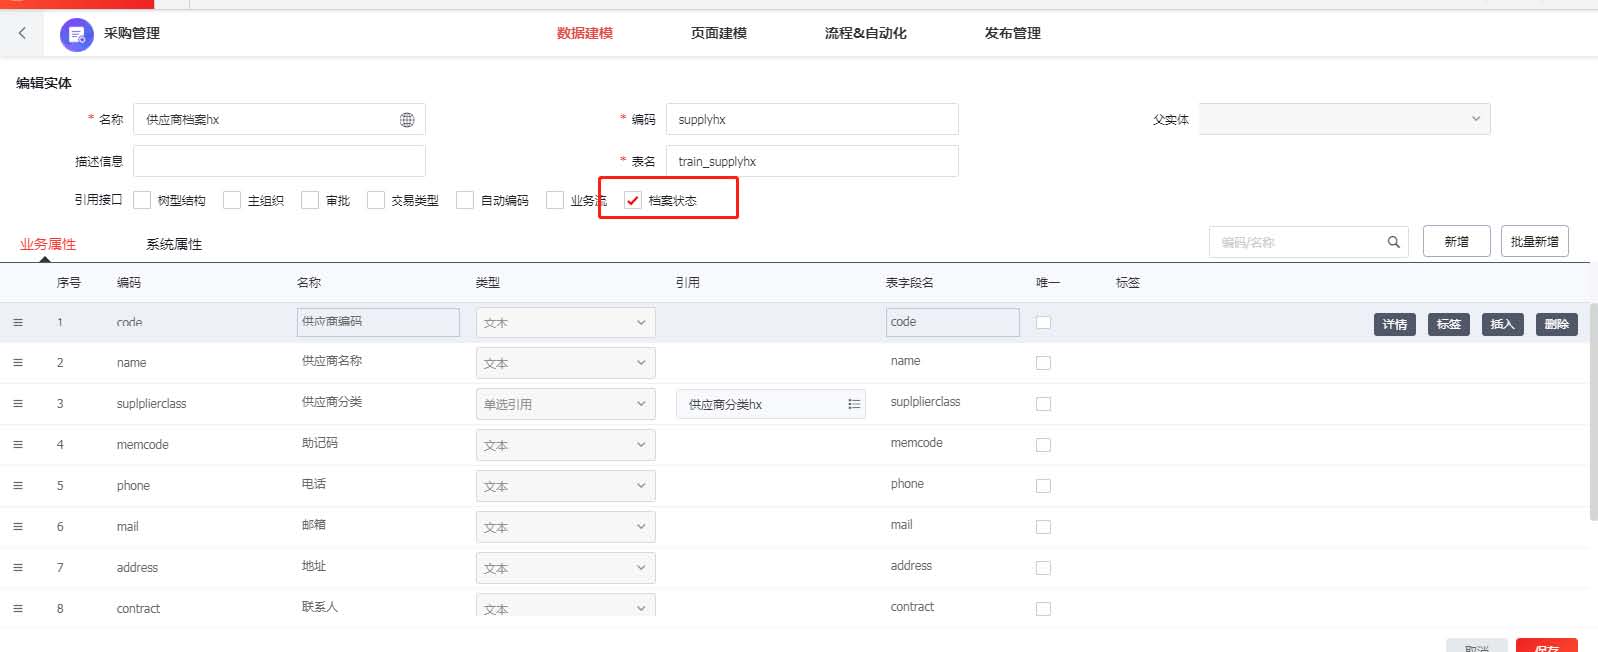 采购管理 数据建模 页面建模 流程&自动化 发布管理
编辑实体
* 名称 供应商档案hx * 编码 supplyhx 父实体
描述信息 * 表名 train_supplyhx
引用接口 树型结构 主组织 审批 交易类型 自动编码 业务流 档案状态
业务属性 系统属性 编码/名称 新增 批量新增
序号 编码 名称 类型 引用 表字段名 唯一 标签
1 code 供应商编码 文本 code 详情 标签 插入 删除
2 name 供应商名称 文本 name
3 suplplierclass 供应商分类 单选引用 供应商分类hx suplplierclass
4 memcode 助记码 文本 memcode
5 phone 电话 文本 phone
6 mail 邮箱 文本 mail
7 address 地址 文本 address
8 contract 联系人 文本 contract
取消 保存